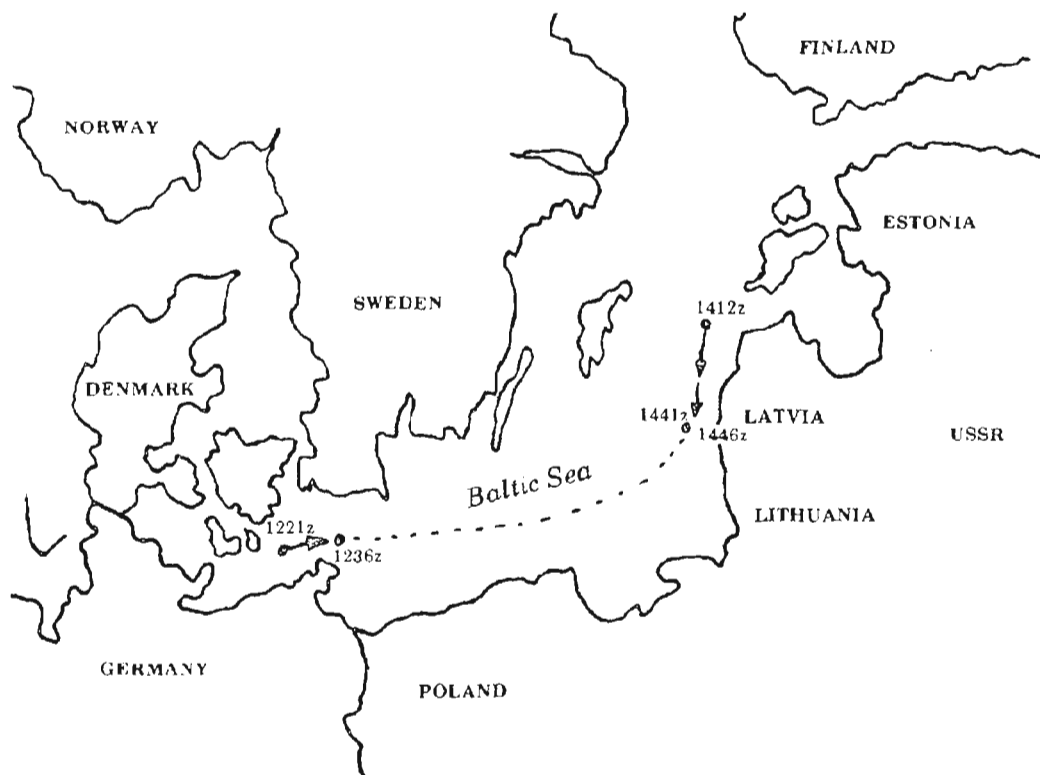 FINLAND
NORWAY
ESTONIA
SWEDEN
1412z
DENMARK
1441z
LATVIA
1446z
USSR
Baltic Sea
LITHUANIA
1221z
1236z
GERMANY
POLAND